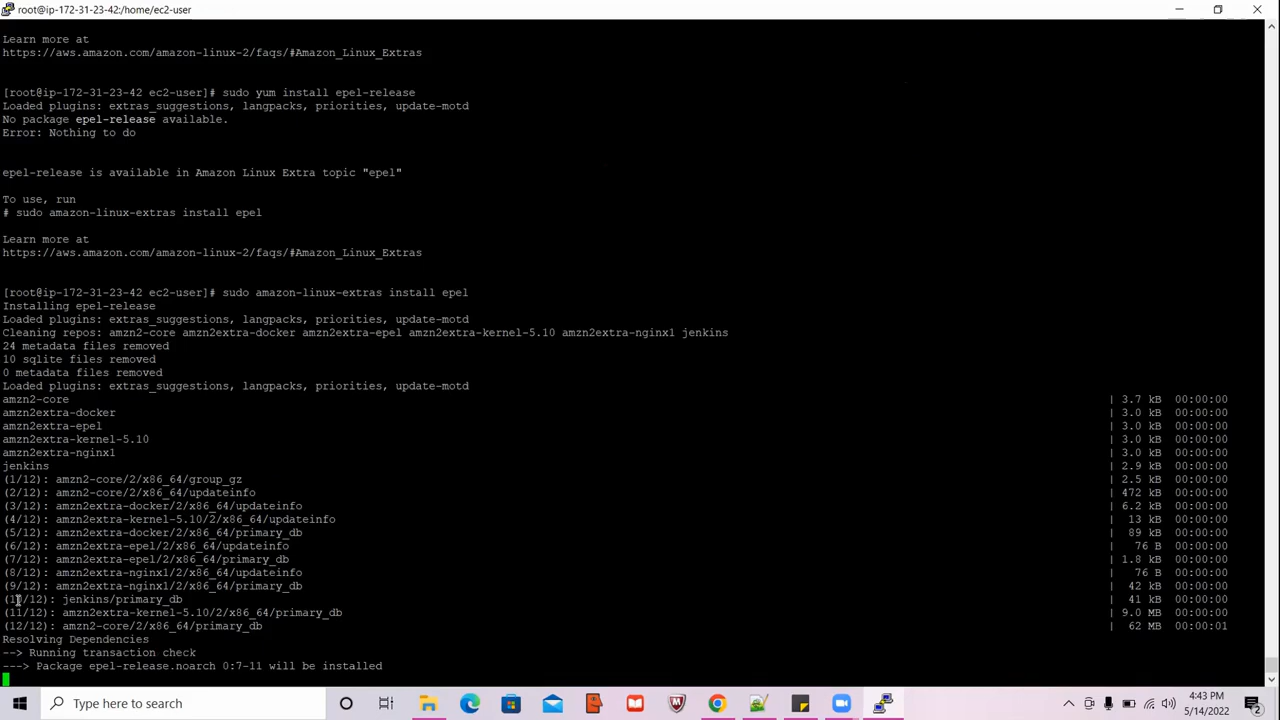 root@ip-172-31-23-42:/home/ec2-user
Learn more at
https://aws.amazon.com/amazon-linux-2/faqs/#Amazon_Linux_Extras
[root@ip-172-31-23-42 ec2-user]# sudo yum install epel-release
Loaded plugins: extras_suggestions, langpacks, priorities, update-motd
No package epel-release available.
Error: Nothing to do
epel-release is available in Amazon Linux Extra topic "epel"
To use, run
# sudo amazon-linux-extras install epel
Learn more at
https://aws.amazon.com/amazon-linux-2/faqs/#Amazon_Linux_Extras
[root@ip-172-31-23-42 ec2-user]# sudo amazon-linux-extras install epel
Installing epel-release
Loaded plugins: extras_suggestions, langpacks, priorities, update-motd
Cleaning repos: amzn2-core amzn2extra-docker amzn2extra-epel amzn2extra-kernel-5.10 amzn2extra-nginx1 jenkins
24 metadata files removed
10 sqlite files removed
0 metadata files removed
Loaded plugins: extras_suggestions, langpacks, priorities, update-motd
amzn2-core | 3.7 kB 00:00:00
amzn2extra-docker | 3.0 kB 00:00:00
amzn2extra-epel | 3.0 kB 00:00:00
amzn2extra-kernel-5.10 | 3.0 kB 00:00:00
amzn2extra-nginx1 | 3.0 kB 00:00:00
jenkins | 2.9 kB 00:00:00
(1/12): amzn2-core/2/x86_64/group_gz | 2.5 kB 00:00:00
(2/12): amzn2-core/2/x86_64/updateinfo | 472 kB 00:00:00
(3/12): amzn2extra-docker/2/x86_64/updateinfo | 6.2 kB 00:00:00
(4/12): amzn2extra-kernel-5.10/2/x86_64/updateinfo | 13 kB 00:00:00
(5/12): amzn2extra-docker/2/x86_64/primary_db | 89 kB 00:00:00
(6/12): amzn2extra-epel/2/x86_64/updateinfo | 76 B 00:00:00
(7/12): amzn2extra-epel/2/x86_64/primary_db | 1.8 kB 00:00:00
(8/12): amzn2extra-nginx1/2/x86_64/updateinfo | 76 B 00:00:00
(9/12): amzn2extra-nginx1/2/x86_64/primary_db | 42 kB 00:00:00
(10/12): jenkins/primary_db | 41 kB 00:00:00
(11/12): amzn2extra-kernel-5.10/2/x86_64/primary_db | 9.0 MB 00:00:00
(12/12): amzn2-core/2/x86_64/primary_db | 62 MB 00:00:01
Resolving Dependencies
--> Running transaction check
---> Package epel-release.noarch 0:7-11 will be installed
Type here to search
4:43 PM
5/14/2022
2